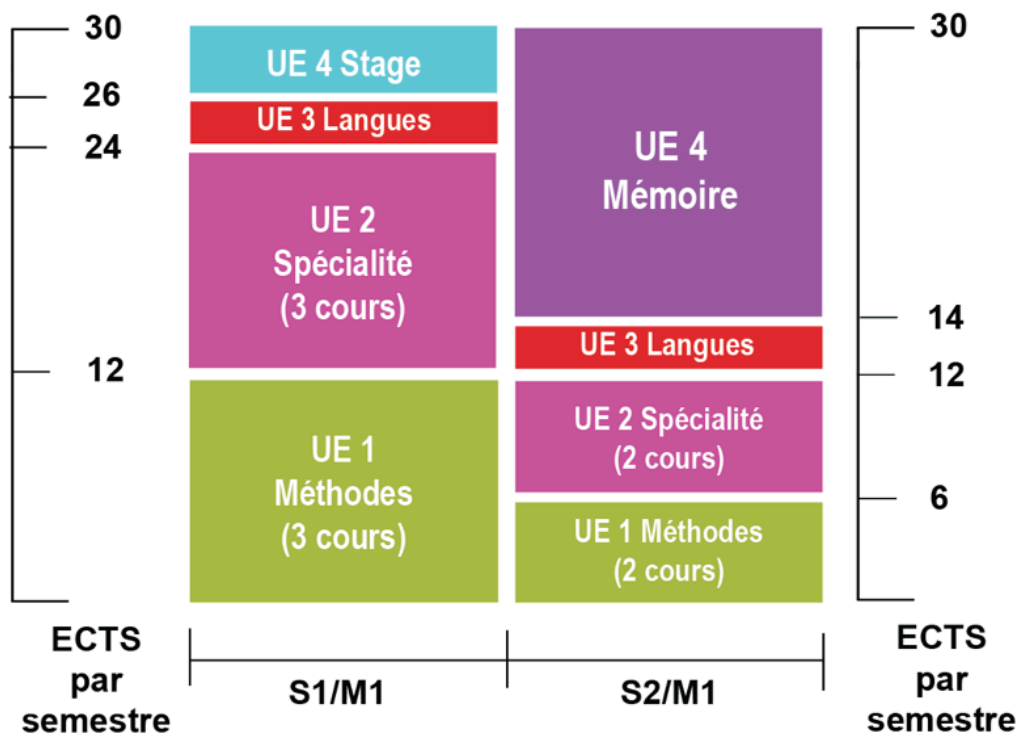 30
26
24
12
UE 4 Stage
UE 3 Langues
UE 2
Spécialité
(3 cours)
UE 1
Méthodes
(3 cours)
UE 4
Mémoire
UE 3 Langues
UE 2 Spécialité
(2 cours)
UE 1 Méthodes
(2 cours)
30
14
12
6
ECTS
par
semestre
S1/M1
S2/M1
ECTS
par
semestre